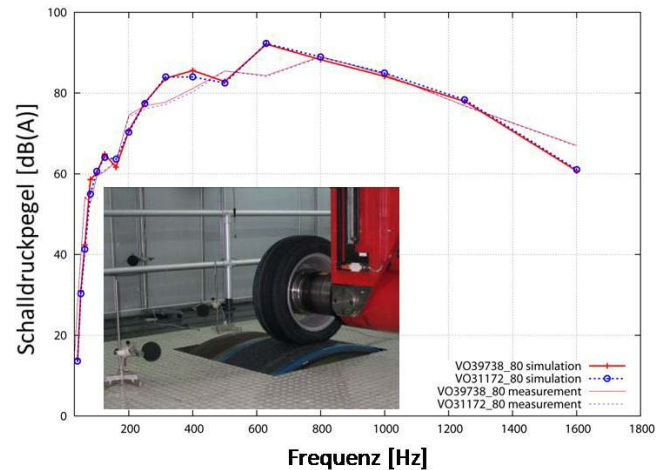 Schalldruckpegel [dB(A)]
100
80
60
40
20
0
VO39738_80 simulation
VO31172_80 simulation
VO39738_80 measurement
VO31172_80 measurement
200 400 600 800 1000 1200 1400 1600 1800
Frequenz [Hz]